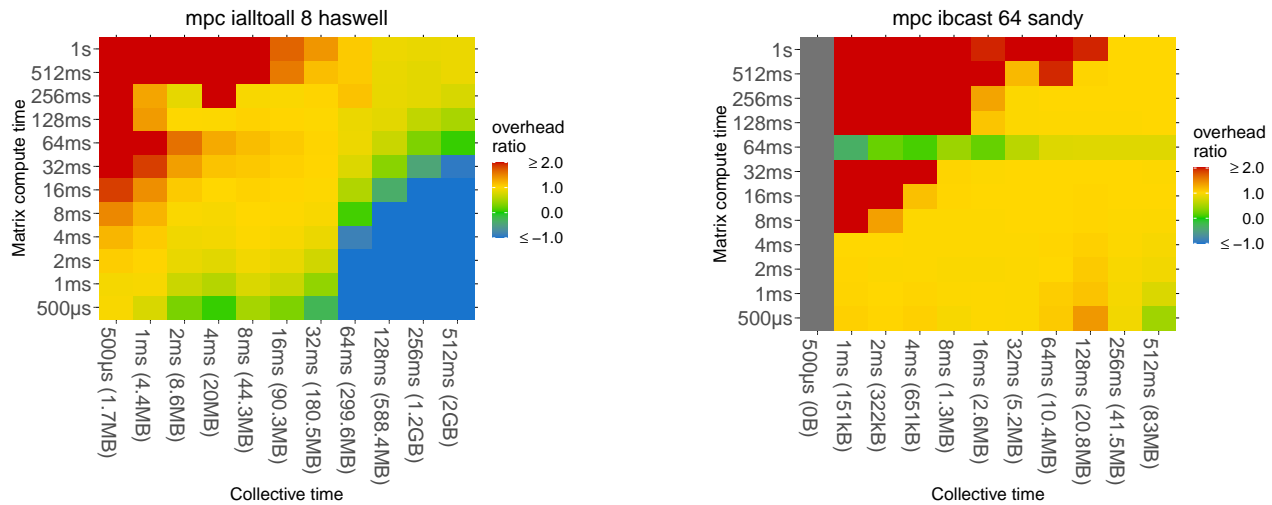 mpc ialltoall 8 haswell
Matrix compute time
1s
512ms
256ms
128ms
64ms
32ms
16ms
8ms
4ms
2ms
1ms
500µs
500µs (1.7MB)
1ms (4.4MB)
2ms (8.6MB)
4ms (20MB)
8ms (44.3MB)
16ms (90.3MB)
32ms (180.5MB)
64ms (299.6MB)
128ms (588.4MB)
256ms (1.2GB)
512ms (2GB)
Collective time
overhead
ratio
≥ 2.0
1.0
0.0
≤ −1.0
mpc ibcast 64 sandy
Matrix compute time
1s
512ms
256ms
128ms
64ms
32ms
16ms
8ms
4ms
2ms
1ms
500µs
500µs (0B)
1ms (151kB)
2ms (322kB)
4ms (651kB)
8ms (1.3MB)
16ms (2.6MB)
32ms (5.2MB)
64ms (10.4MB)
128ms (20.8MB)
256ms (41.5MB)
512ms (83MB)
Collective time
overhead
ratio
≥ 2.0
1.0
0.0
≤ −1.0